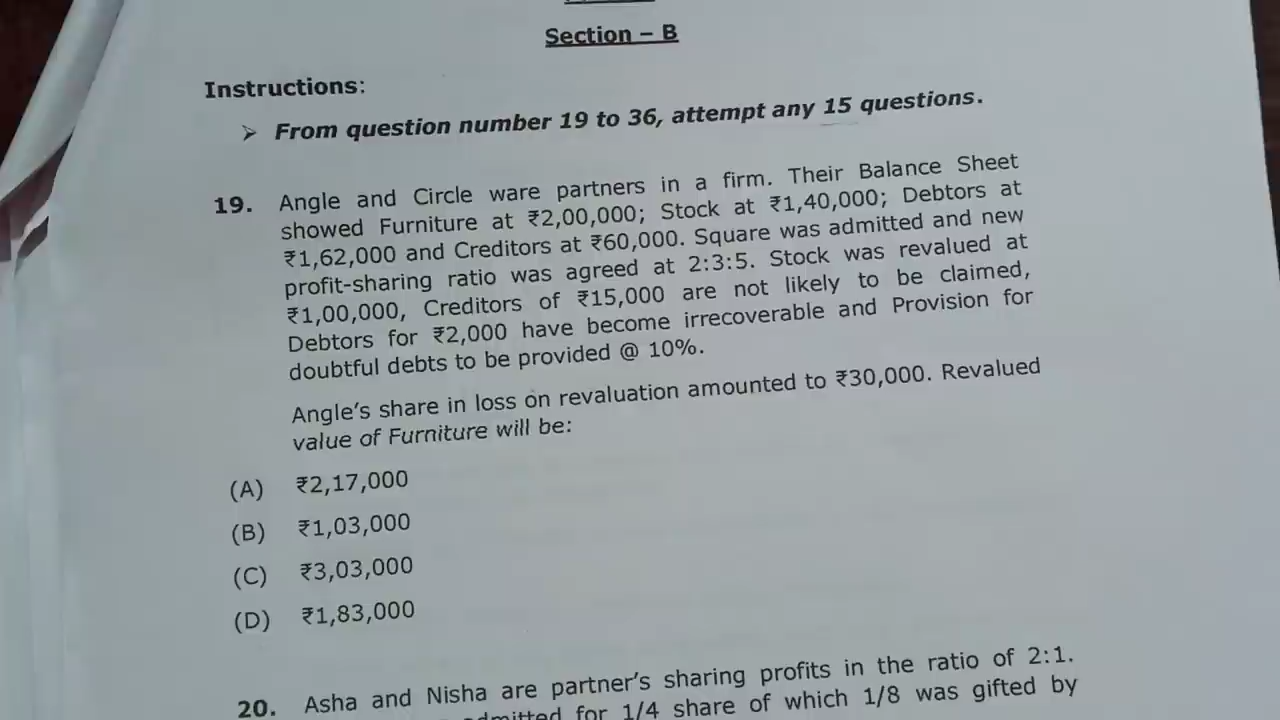 Section – B
Instructions:
➢ From question number 19 to 36, attempt any 15 questions.
19. Angle and Circle ware partners in a firm. Their Balance Sheet
showed Furniture at ₹2,00,000; Stock at ₹1,40,000; Debtors at
₹1,62,000 and Creditors at ₹60,000. Square was admitted and new
profit-sharing ratio was agreed at 2:3:5. Stock was revalued at
₹1,00,000, Creditors of ₹15,000 are not likely to be claimed,
Debtors for ₹2,000 have become irrecoverable and Provision for
doubtful debts to be provided @ 10%.
Angle's share in loss on revaluation amounted to ₹30,000. Revalued
value of Furniture will be:
(A) ₹2,17,000
(B) ₹1,03,000
(C) ₹3,03,000
(D) ₹1,83,000
20. Asha and Nisha are partner's sharing profits in the ratio of 2:1.
for 1/4 share of which 1/8 was gifted by